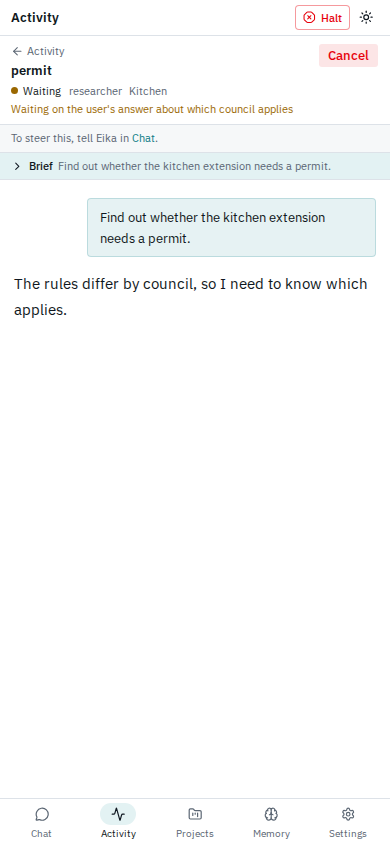 Activity
Halt
Activity
Cancel
permit
Waiting researcher Kitchen
Waiting on the user's answer about which council applies
To steer this, tell Eika in Chat.
Brief Find out whether the kitchen extension needs a permit.
Find out whether the kitchen extension
needs a permit.
The rules differ by council, so I need to know which
applies.
Chat Activity Projects Memory Settings